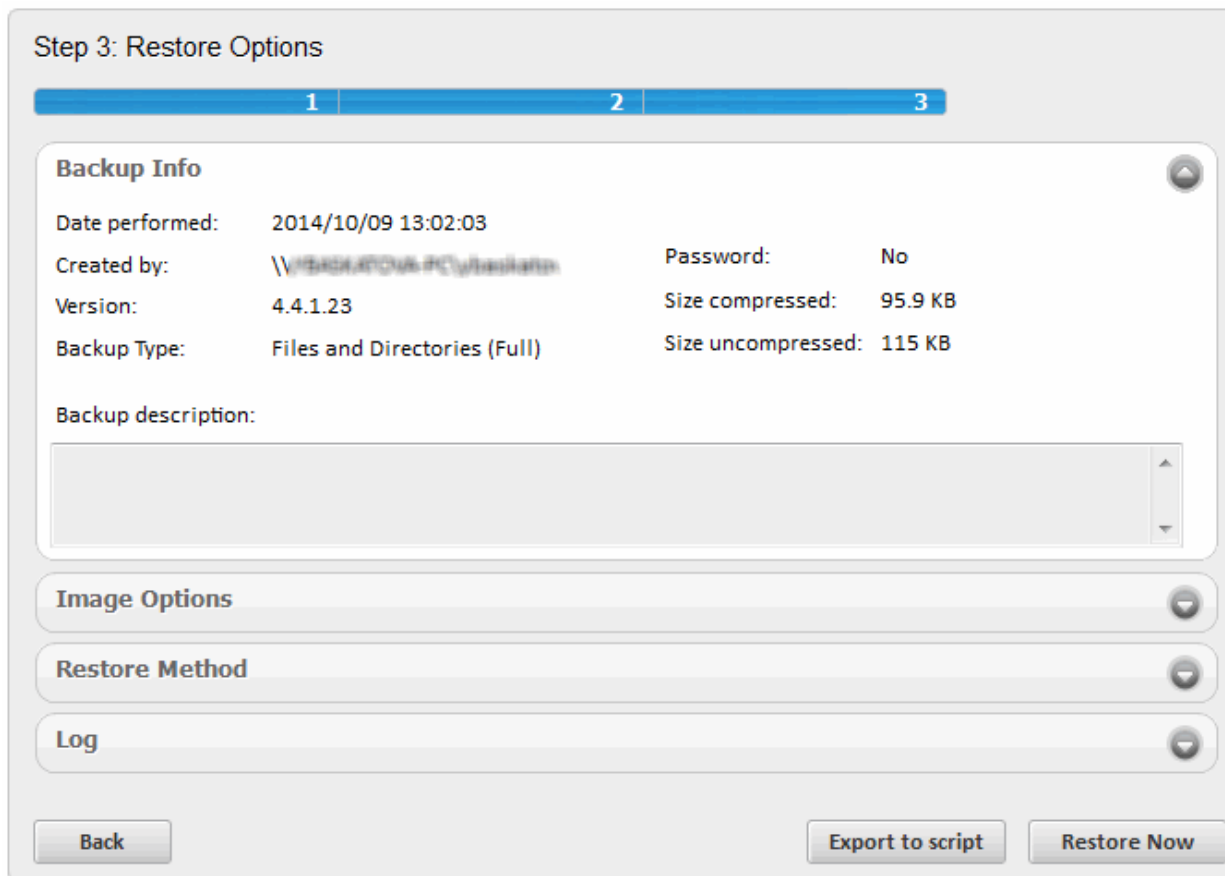 Step 3: Restore Options
1 2 3
Backup Info
Date performed: 2014/10/09 13:02:03
Created by: \\
Version: 4.4.1.23
Backup Type: Files and Directories (Full)
Password: No
Size compressed: 95.9 KB
Size uncompressed: 115 KB
Backup description:
Image Options
Restore Method
Log
Back Export to script Restore Now